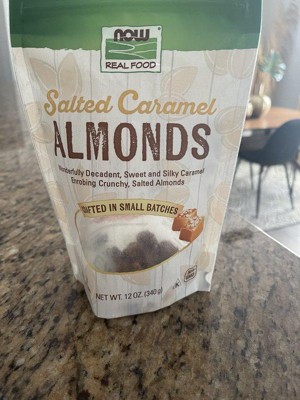 NOW
REAL FOOD
Salted Caramel
ALMONDS
Wonderfully Decadent, Sweet and Silky Caramel
Enrobing Crunchy, Salted Almonds
CRAFTED IN SMALL BATCHES
NET WT. 12 OZ. (340g)